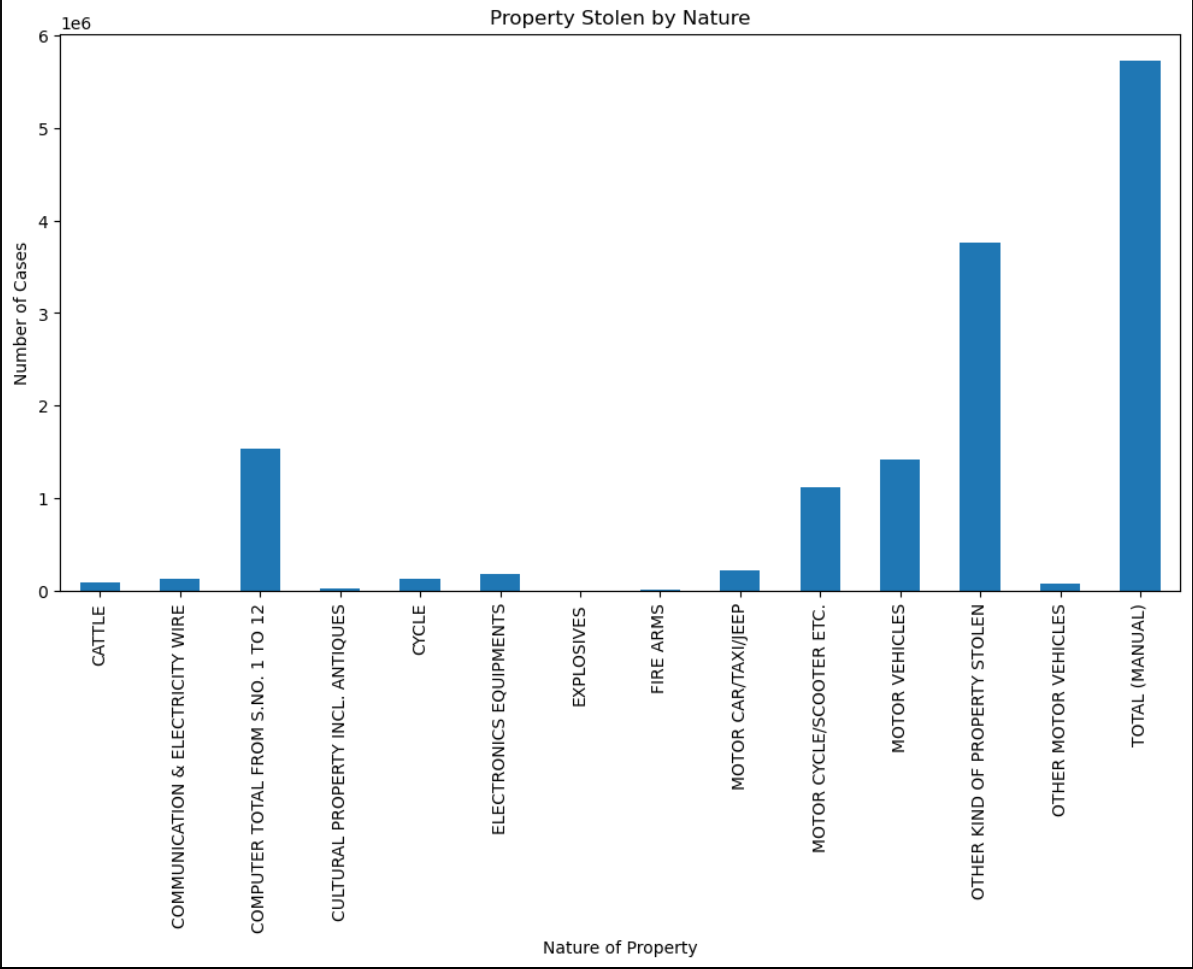 Property Stolen by Nature
1e6
6
5
4
3
2
1
0
Number of Cases
CATTLE
COMMUNICATION & ELECTRICITY WIRE
COMPUTER TOTAL FROM S.NO. 1 TO 12
CULTURAL PROPERTY INCL. ANTIQUES
CYCLE
ELECTRONICS EQUIPMENTS
EXPLOSIVES
FIRE ARMS
MOTOR CAR/TAXI/JEEP
MOTOR CYCLE/SCOOTER ETC.
MOTOR VEHICLES
OTHER KIND OF PROPERTY STOLEN
OTHER MOTOR VEHICLES
TOTAL (MANUAL)
Nature of Property